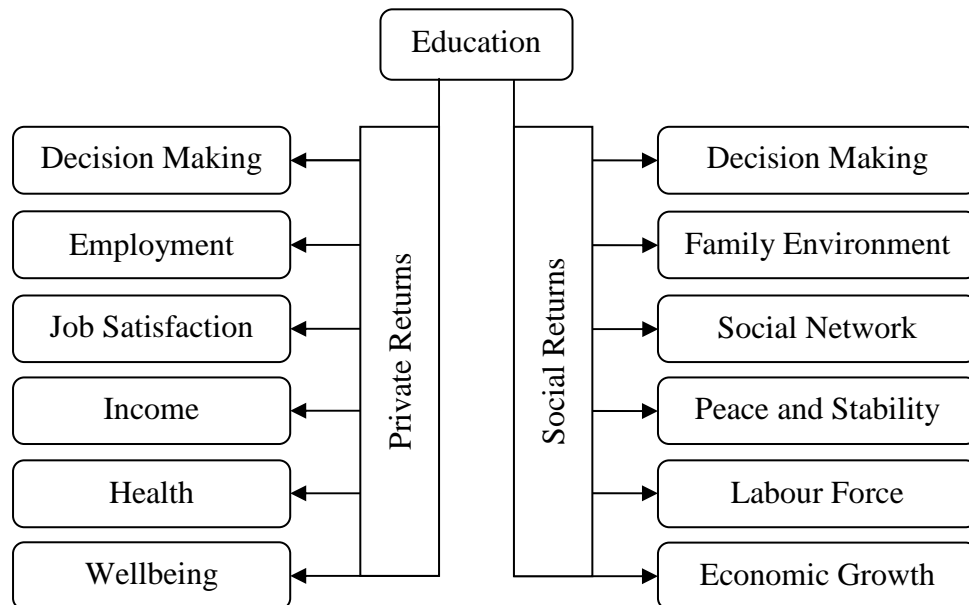 Education
Private Returns
Decision Making
Employment
Job Satisfaction
Income
Health
Wellbeing
Social Returns
Decision Making
Family Environment
Social Network
Peace and Stability
Labour Force
Economic Growth